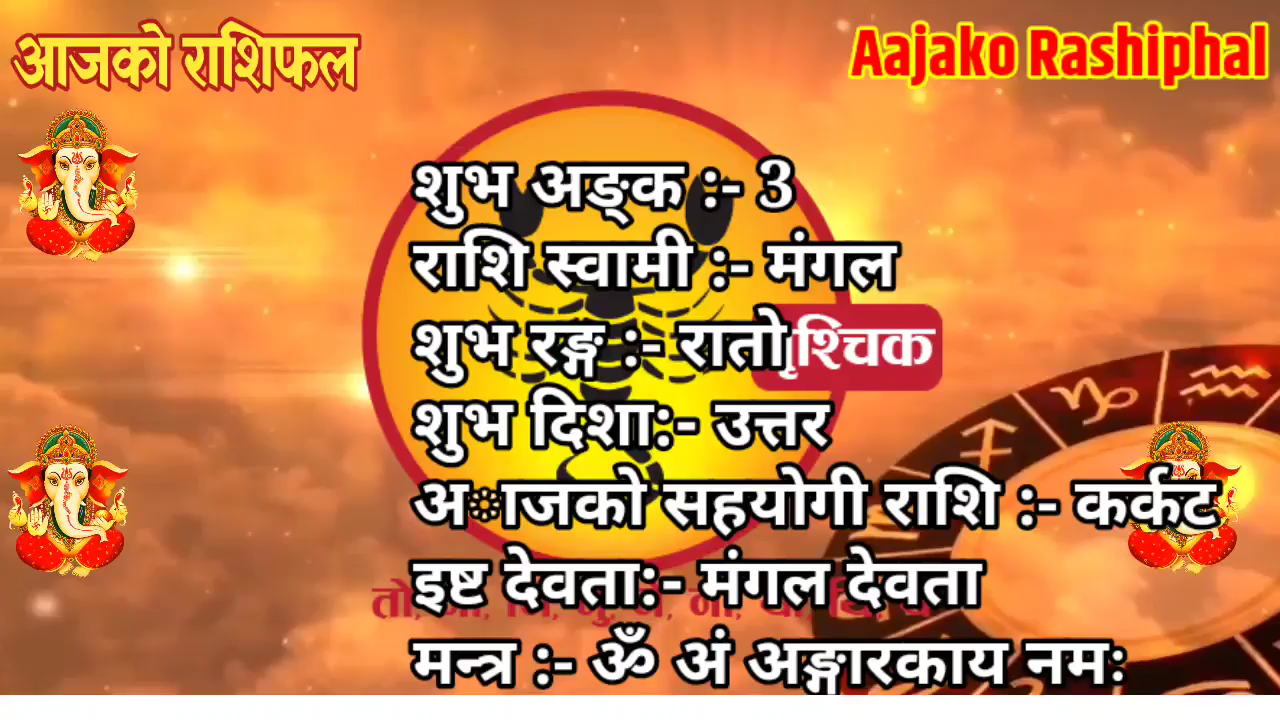 आजको राशिफल
Aajako Rashiphal
शुभ अङ्क :- 3
राशि स्वामी :- मंगल
शुभ रङ्ग :- रातो
श्चिक
शुभ दिशा:- उत्तर
अाजको सहयोगी राशि :- कर्कट
इष्ट देवता:- मंगल देवता
मन्त्र :- ॐ अं अङ्गारकाय नमः